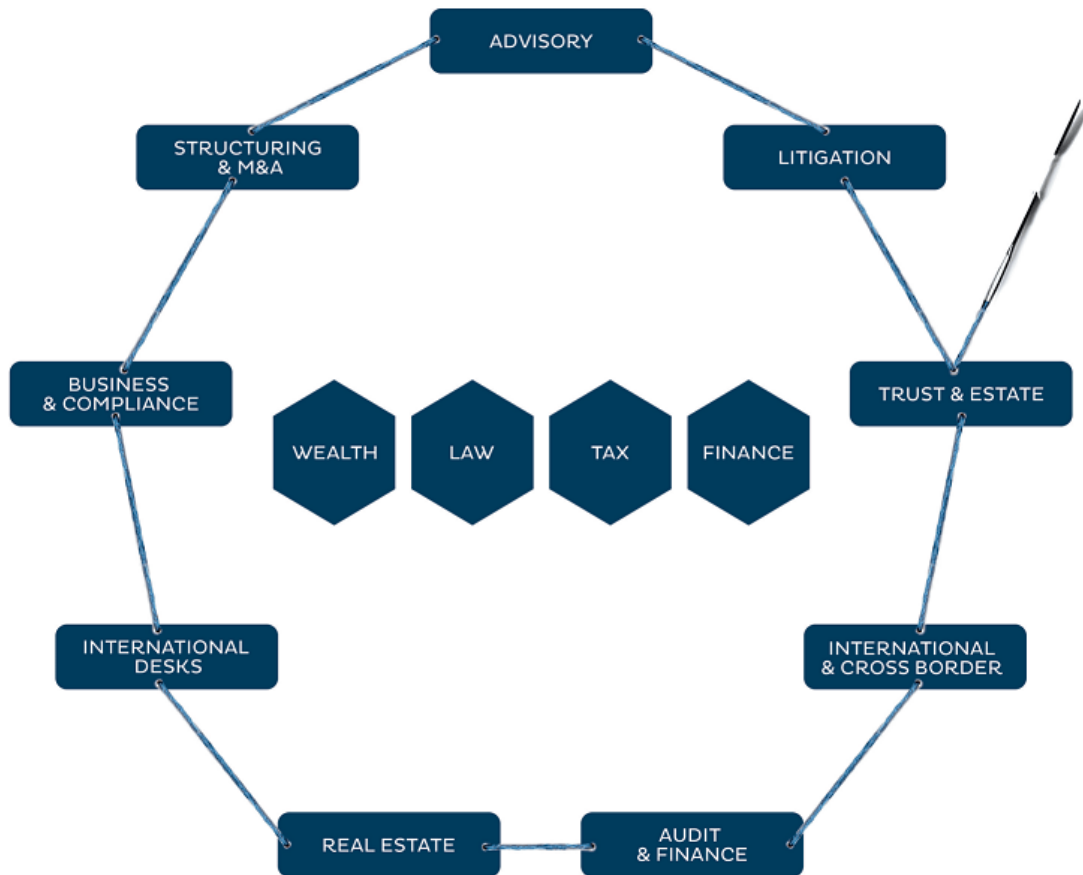 ADVISORY
STRUCTURING
& M&A
LITIGATION
BUSINESS
& COMPLIANCE
TRUST & ESTATE
WEALTH
LAW
TAX
FINANCE
INTERNATIONAL
DESKS
INTERNATIONAL
& CROSS BORDER
REAL ESTATE
AUDIT
& FINANCE